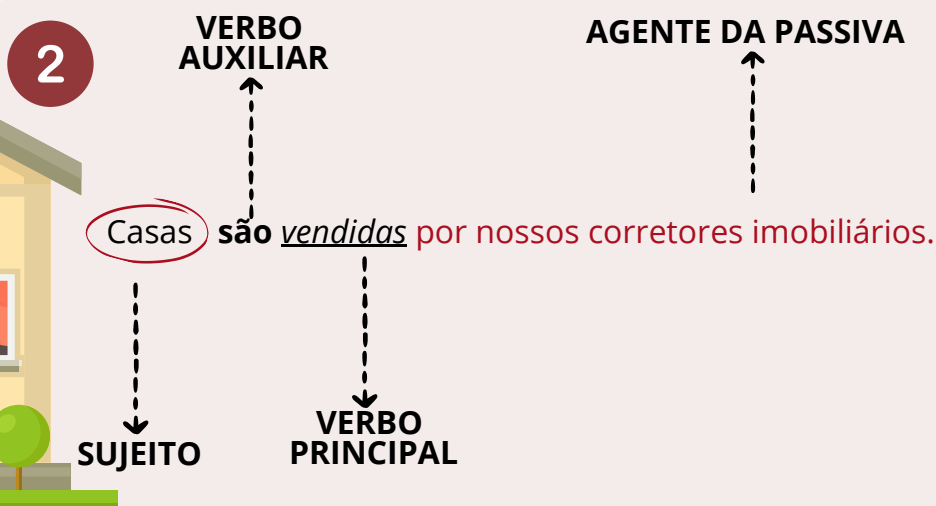 2
VERBO
AUXILIAR
AGENTE DA PASSIVA
Casas são vendidas por nossos corretores imobiliários.
SUJEITO
VERBO
PRINCIPAL